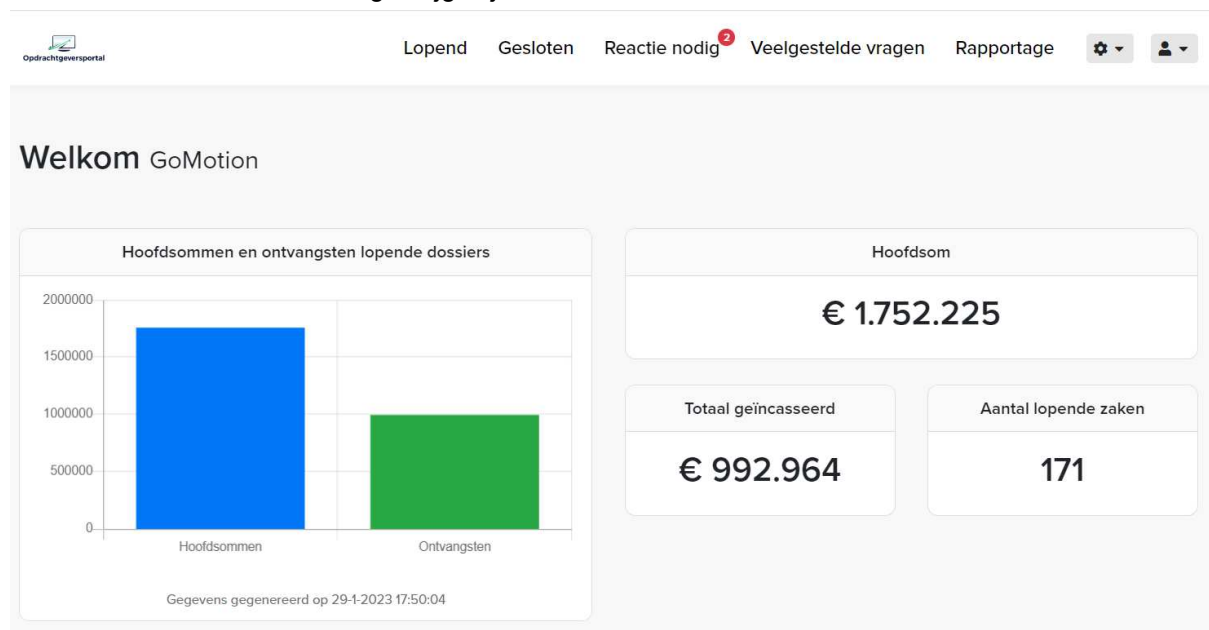 Opdrachtgeversportal
Lopend Gesloten Reactie nodig 2 Veelgestelde vragen Rapportage
Welkom GoMotion
Hoofdsommen en ontvangsten lopende dossiers
2000000
1500000
1000000
500000
0
Hoofdsommen Ontvangsten
Gegevens gegenereerd op 29-1-2023 17:50:04
Hoofdsom
€ 1.752.225
Totaal geïncasseerd
€ 992.964
Aantal lopende zaken
171